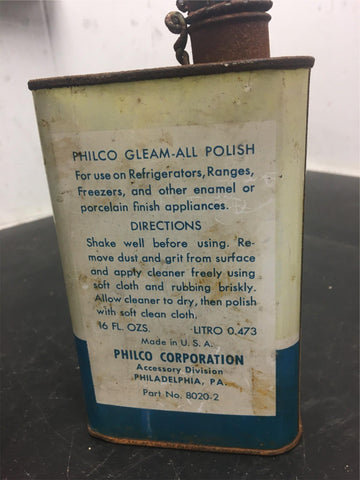 PHILCO GLEAM-ALL POLISH
For use on Refrigerators, Ranges,
Freezers, and other enamel or
porcelain finish appliances.
DIRECTIONS
Shake well before using. Re-
move dust and grit from surface
and apply cleaner freely using
soft cloth and rubbing briskly.
Allow cleaner to dry, then polish
with soft clean cloth.
16 FL. OZS. LITRO 0.473
Made in U. S. A.
PHILCO CORPORATION
Accessory Division
PHILADELPHIA, PA.
Part No. 8020-2